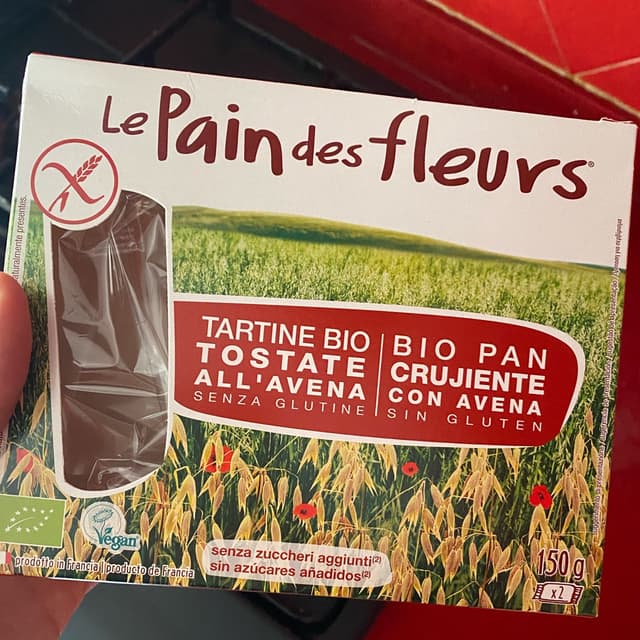 Le Pain des fleurs®
TARTINE BIO
TOSTATE
ALL'AVENA
SENZA GLUTINE
BIO PAN
CRUJIENTE
CON AVENA
SIN GLUTEN
Vegan
senza zuccheri aggiunti(2)
sin azúcares añadidos(2)
prodotto in Francia | producto de Francia
150 g
x2